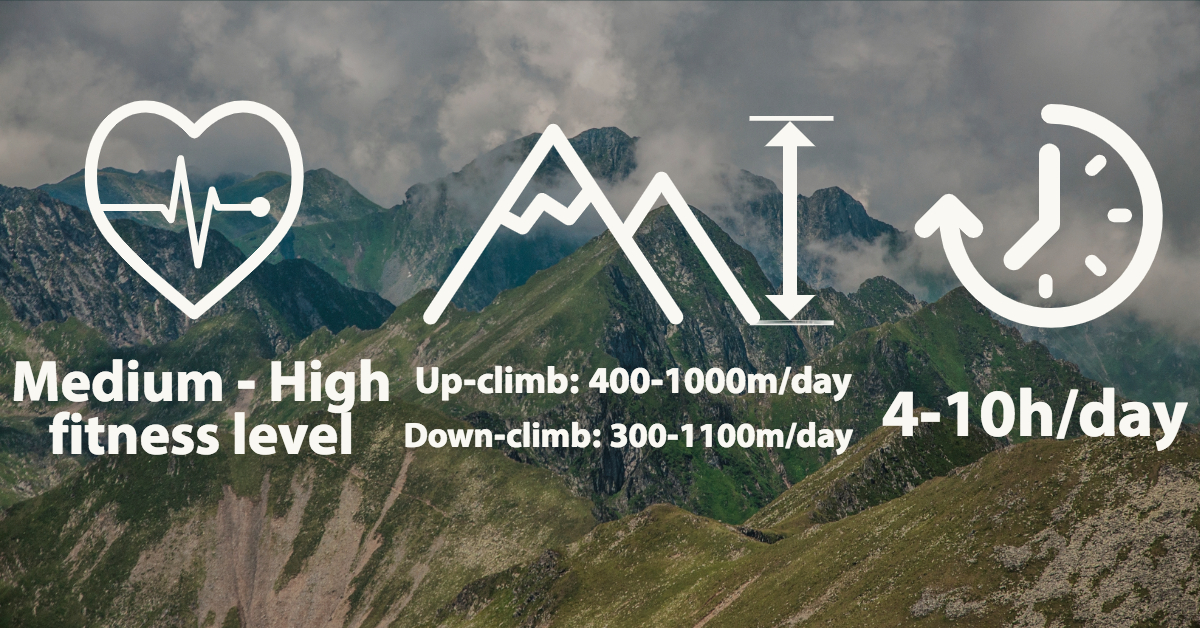 Medium - High
fitness level
Up-climb: 400-1000m/day
Down-climb: 300-1100m/day
4-10h/day